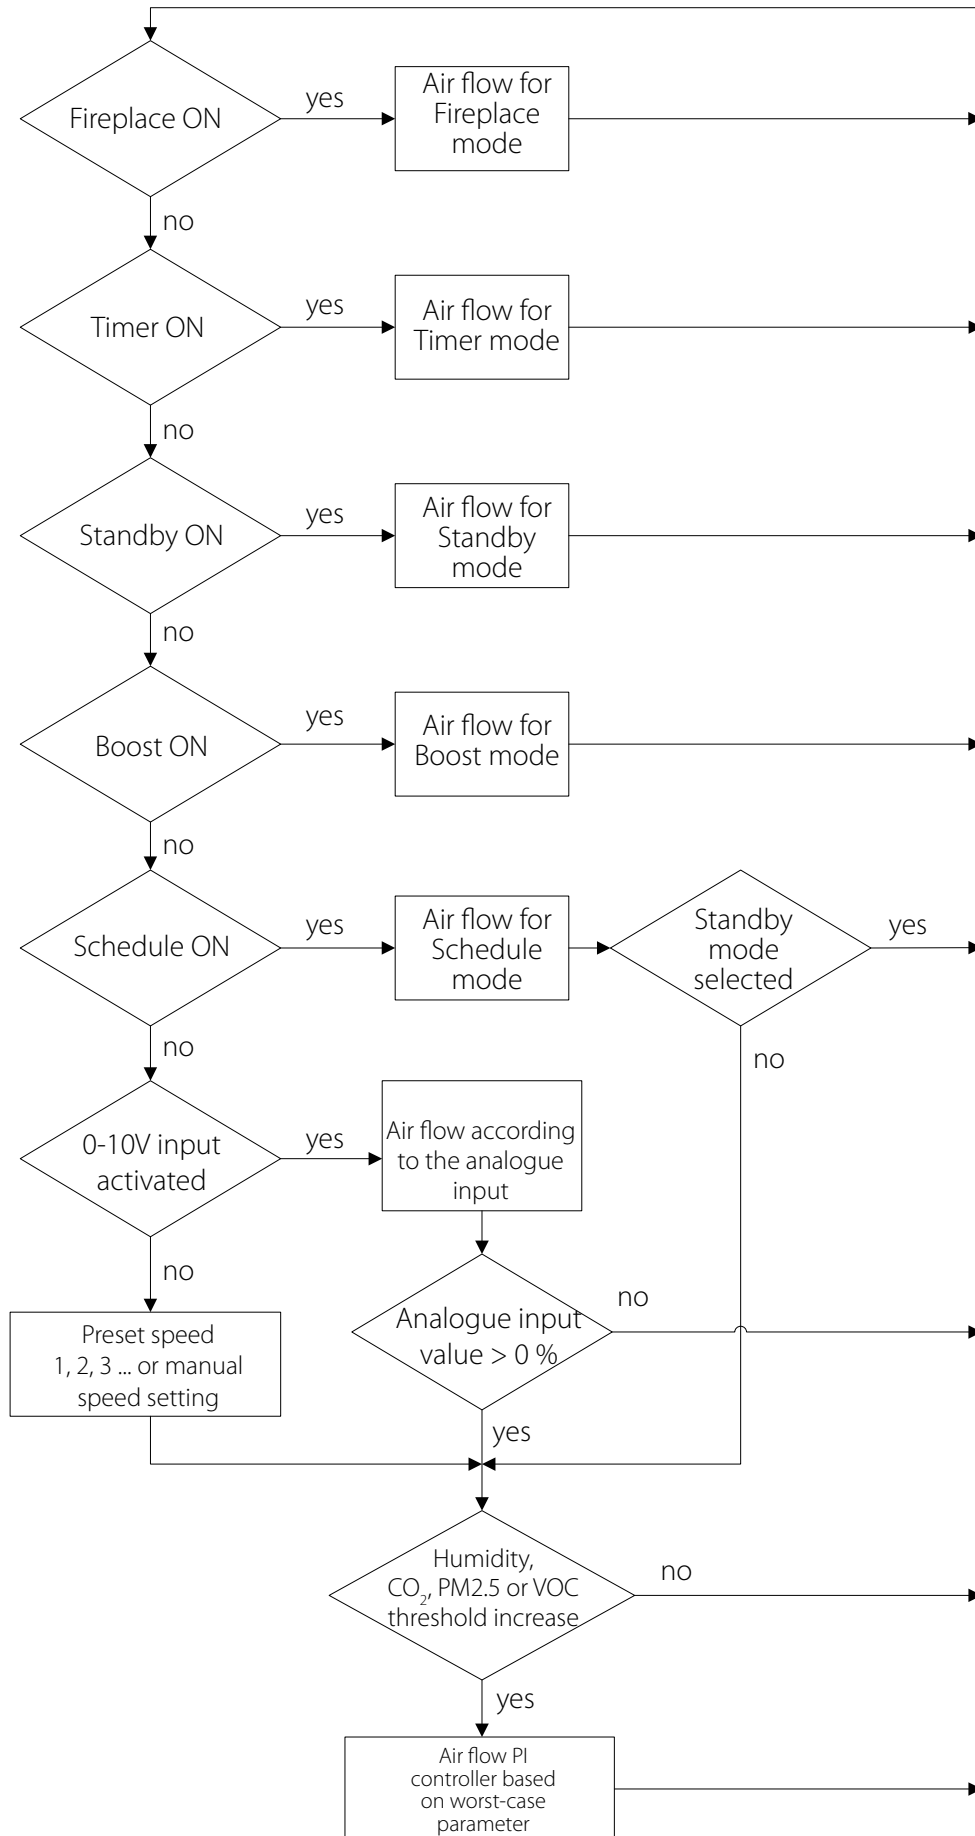 Fireplace ON
yes
Air flow for
Fireplace
mode
no
Timer ON
yes
Air flow for
Timer mode
no
Standby ON
yes
Air flow for
Standby
mode
no
Boost ON
yes
Air flow for
Boost mode
no
Schedule ON
yes
Air flow for
Schedule
mode
Standby
mode
selected
yes
no
no
0-10V input
activated
yes
Air flow according
to the analogue
input
no
Preset speed
1, 2, 3 ... or manual
speed setting
Analogue input
value > 0 %
no
yes
Humidity,
CO₂, PM2.5 or VOC
threshold increase
no
yes
Air flow PI
controller based
on worst-case
parameter